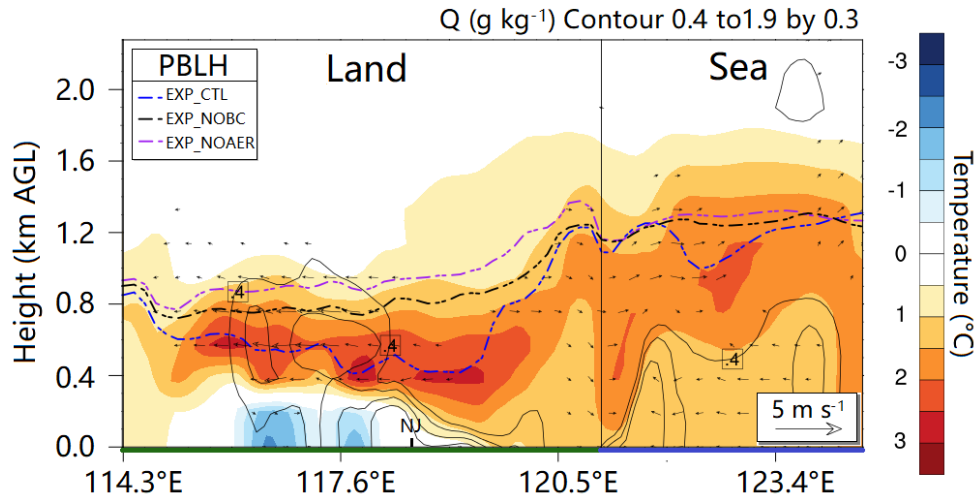 Q (g kg-1) Contour 0.4 to1.9 by 0.3
Land
Sea
PBLH
EXP_CTL
EXP_NOBC
EXP_NOAER
Height (km AGL)
2.0
1.6
1.2
0.8
0.4
0.0
.4
.4
.4
NJ
5 m s-1
114.3°E
117.6°E
120.5°E
123.4°E
-3
-2
-1
0
1
2
3
Temperature (°C)